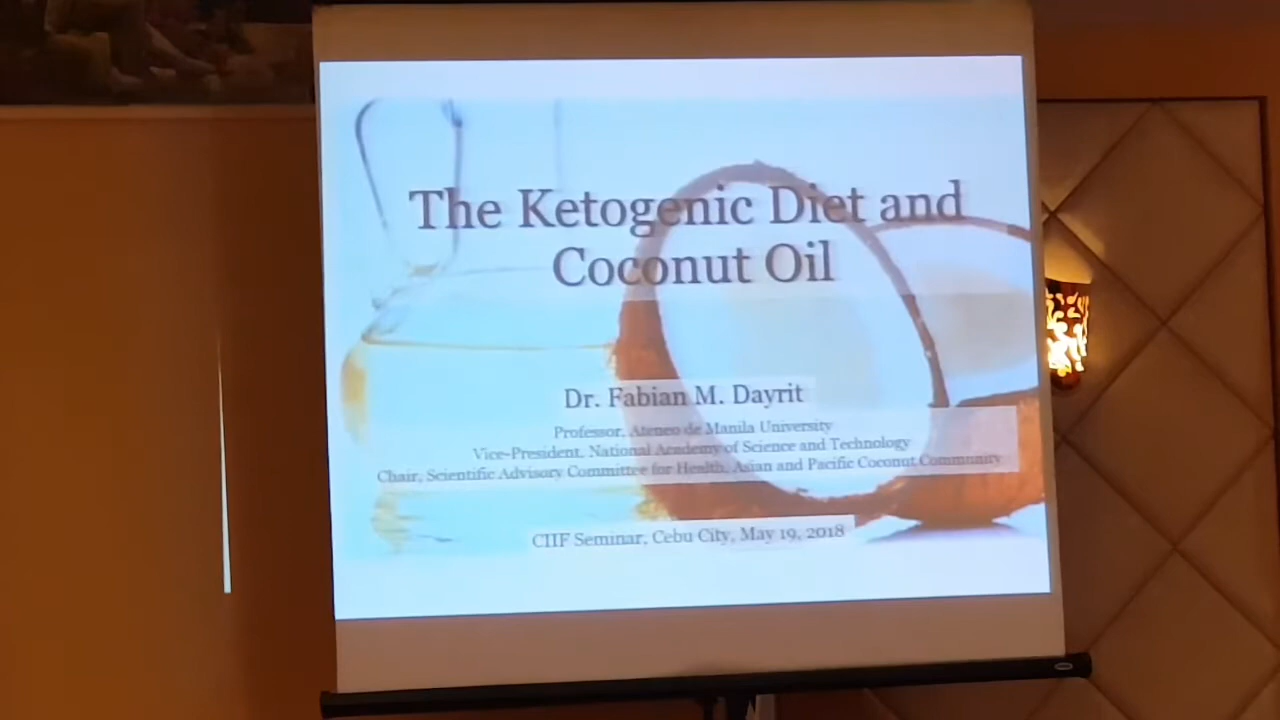 The Ketogenic Diet and
Coconut Oil
Dr. Fabian M. Dayrit
Professor, Ateneo de Manila University
Vice-President, National Academy of Science and Technology
Chair, Scientific Advisory Committee for Health, Asian and Pacific Coconut Community
CIIF Seminar, Cebu City, May 19, 2018